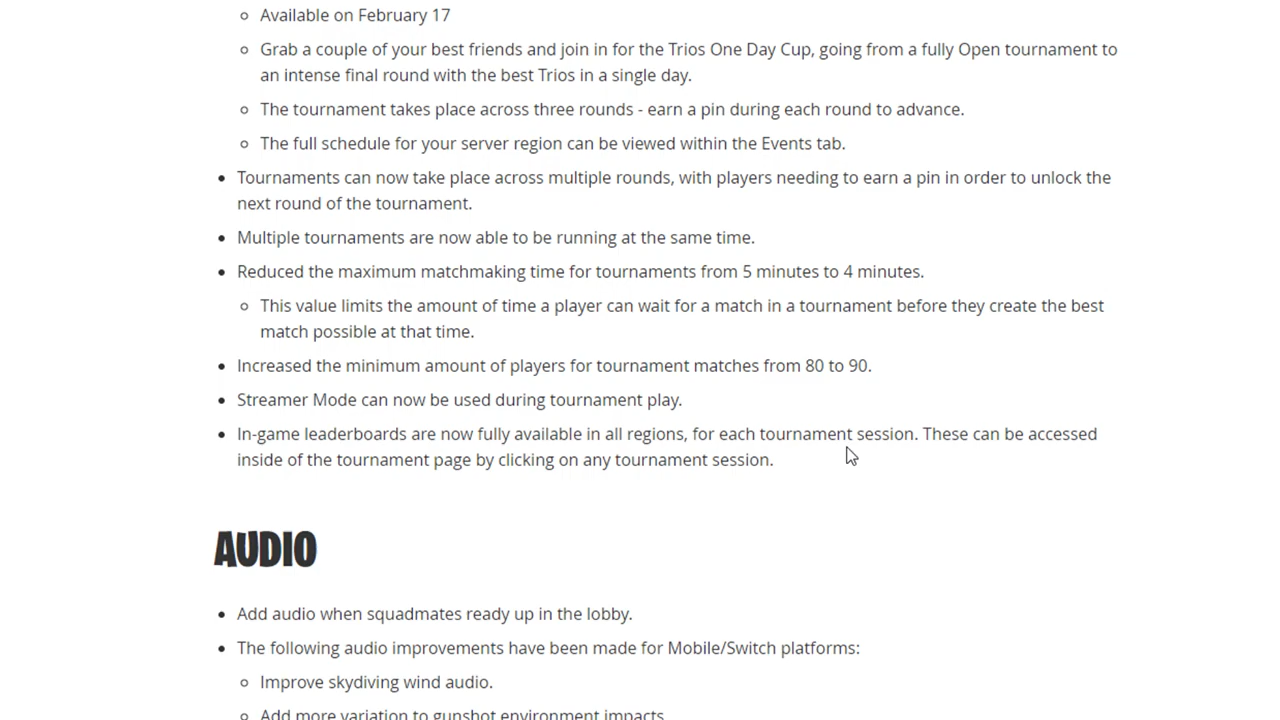 Available on February 17
Grab a couple of your best friends and join in for the Trios One Day Cup, going from a fully Open tournament to
an intense final round with the best Trios in a single day.
The tournament takes place across three rounds - earn a pin during each round to advance.
The full schedule for your server region can be viewed within the Events tab.
Tournaments can now take place across multiple rounds, with players needing to earn a pin in order to unlock the
next round of the tournament.
Multiple tournaments are now able to be running at the same time.
Reduced the maximum matchmaking time for tournaments from 5 minutes to 4 minutes.
This value limits the amount of time a player can wait for a match in a tournament before they create the best
match possible at that time.
Increased the minimum amount of players for tournament matches from 80 to 90.
Streamer Mode can now be used during tournament play.
In-game leaderboards are now fully available in all regions, for each tournament session. These can be accessed
inside of the tournament page by clicking on any tournament session.
AUDIO
Add audio when squadmates ready up in the lobby.
The following audio improvements have been made for Mobile/Switch platforms:
Improve skydiving wind audio.
Add more variation to gunshot environment impacts.